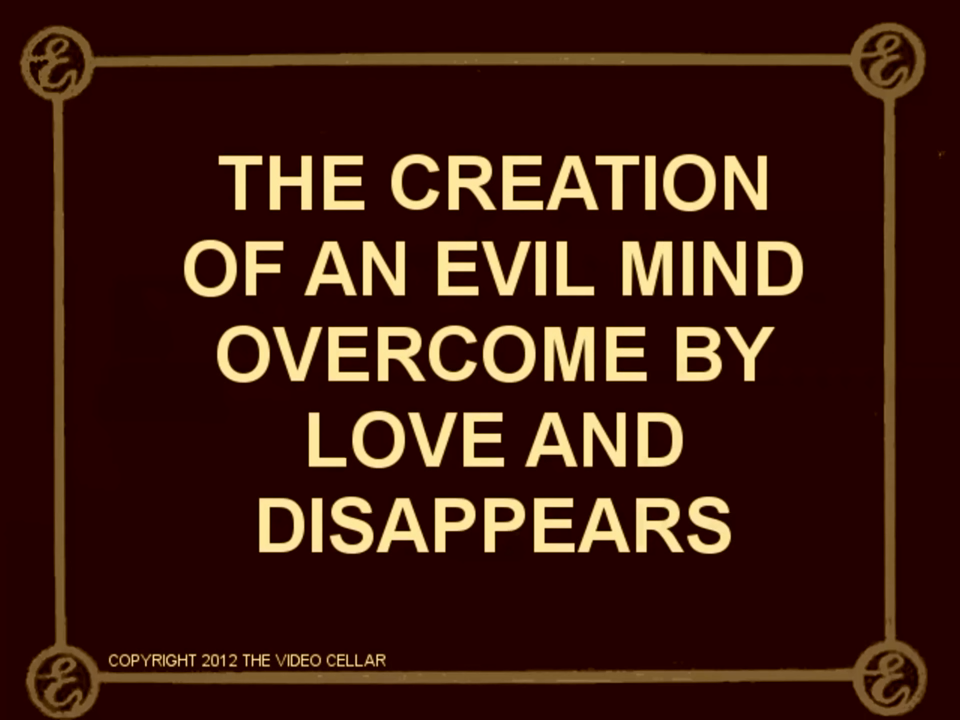 THE CREATION
OF AN EVIL MIND
OVERCOME BY
LOVE AND
DISAPPEARS
COPYRIGHT 2012 THE VIDEO CELLAR